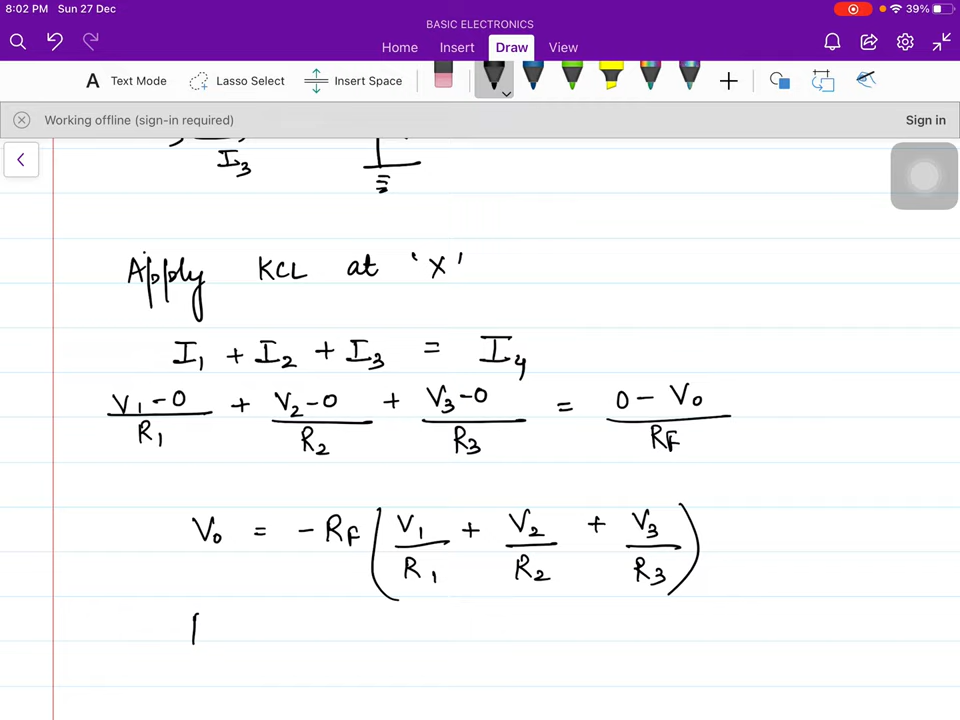 8:02 PM Sun 27 Dec 39%
BASIC ELECTRONICS
Home Insert Draw View
A Text Mode Lasso Select Insert Space
Working offline (sign-in required) Sign in
I₃
Apply KCL at 'X'
I₁ + I₂ + I₃ = I₄
(V₁-0)/R₁ + (V₂-0)/R₂ + (V₃-0)/R₃ = (0-V₀)/R_F
V₀ = -R_F (V₁/R₁ + V₂/R₂ + V₃/R₃)